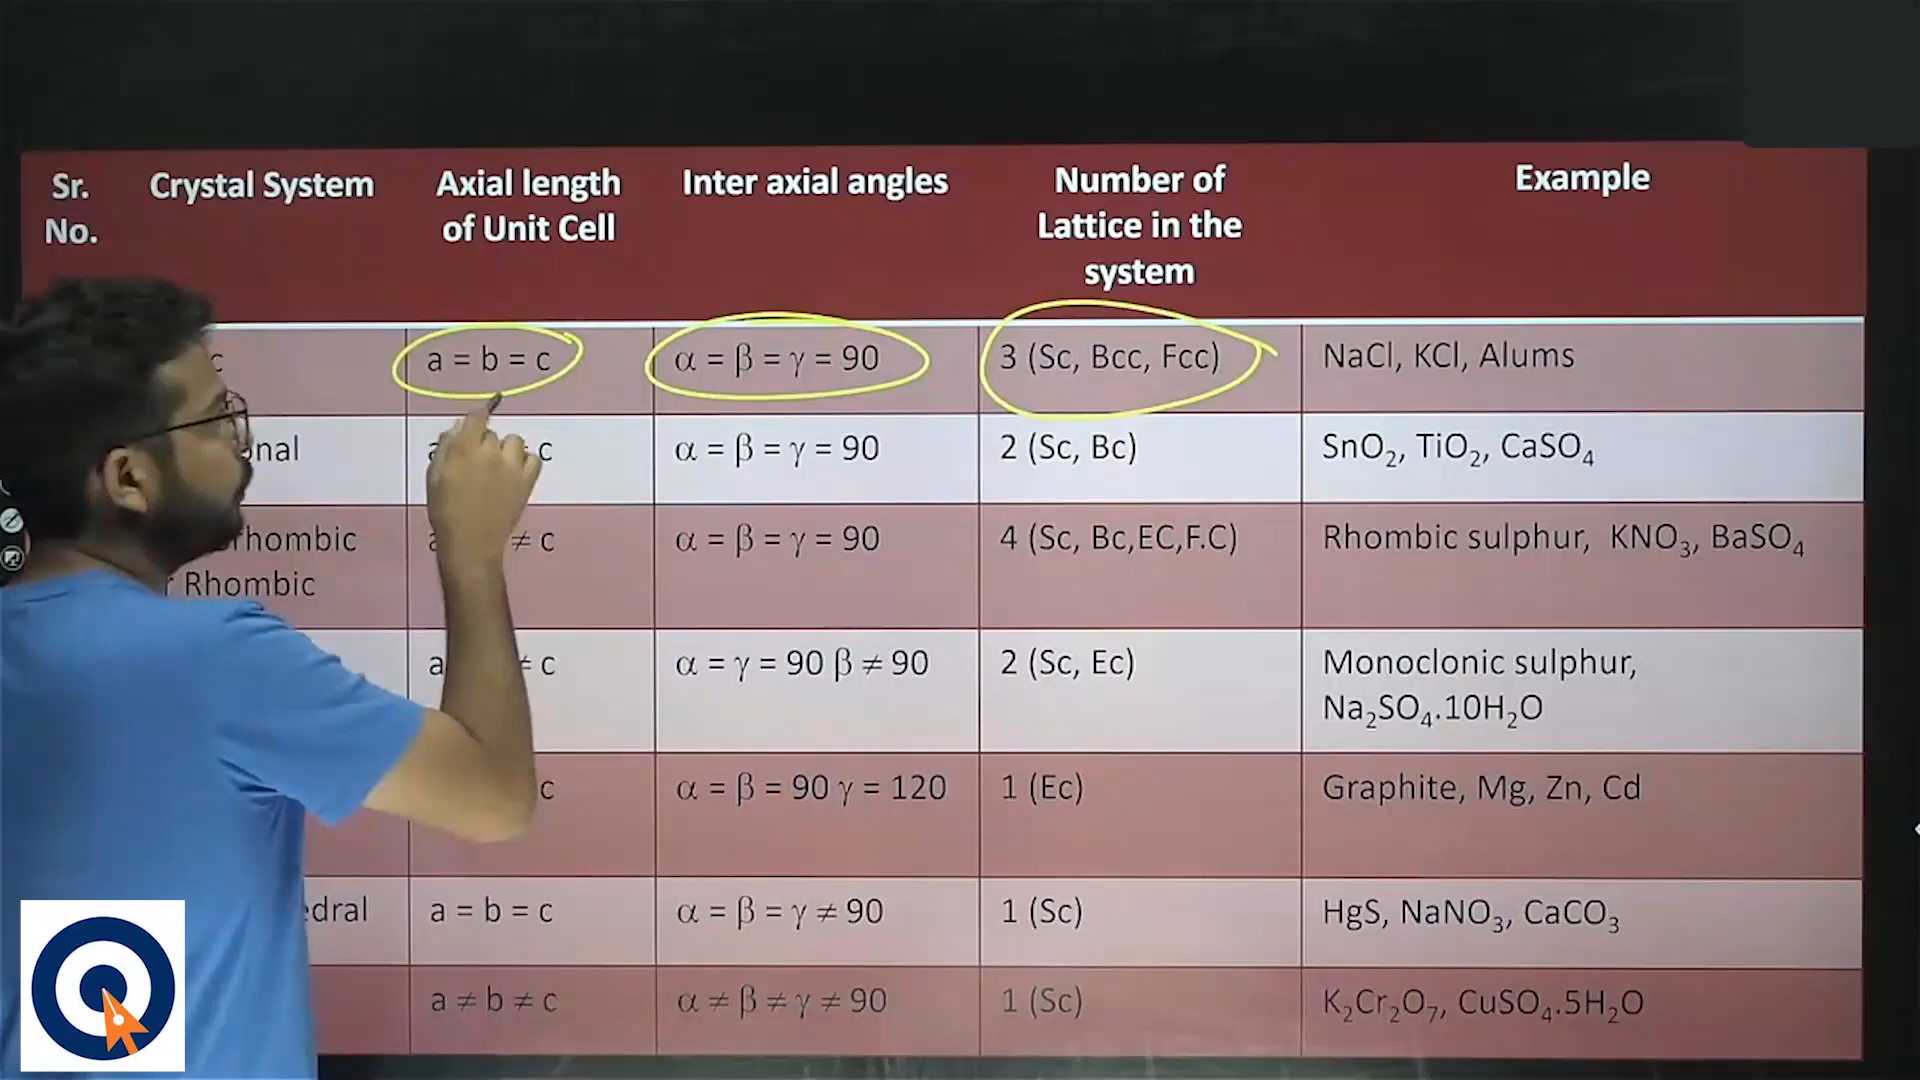 Sr. No.
Crystal System
Axial length of Unit Cell
Inter axial angles
Number of Lattice in the system
Example
c
a = b = c
α = β = γ = 90
3 (Sc, Bcc, Fcc)
NaCl, KCl, Alums
onal
c
α = β = γ = 90
2 (Sc, Bc)
SnO₂, TiO₂, CaSO₄
rhombic
Rhombic
≠ c
α = β = γ = 90
4 (Sc, Bc,EC,F.C)
Rhombic sulphur, KNO₃, BaSO₄
a ≠ c
α = γ = 90 β ≠ 90
2 (Sc, Ec)
Monoclonic sulphur,
Na₂SO₄.10H₂O
c
α = β = 90 γ = 120
1 (Ec)
Graphite, Mg, Zn, Cd
edral
a = b = c
α = β = γ ≠ 90
1 (Sc)
HgS, NaNO₃, CaCO₃
a ≠ b ≠ c
α ≠ β ≠ γ ≠ 90
1 (Sc)
K₂Cr₂O₇, CuSO₄.5H₂O